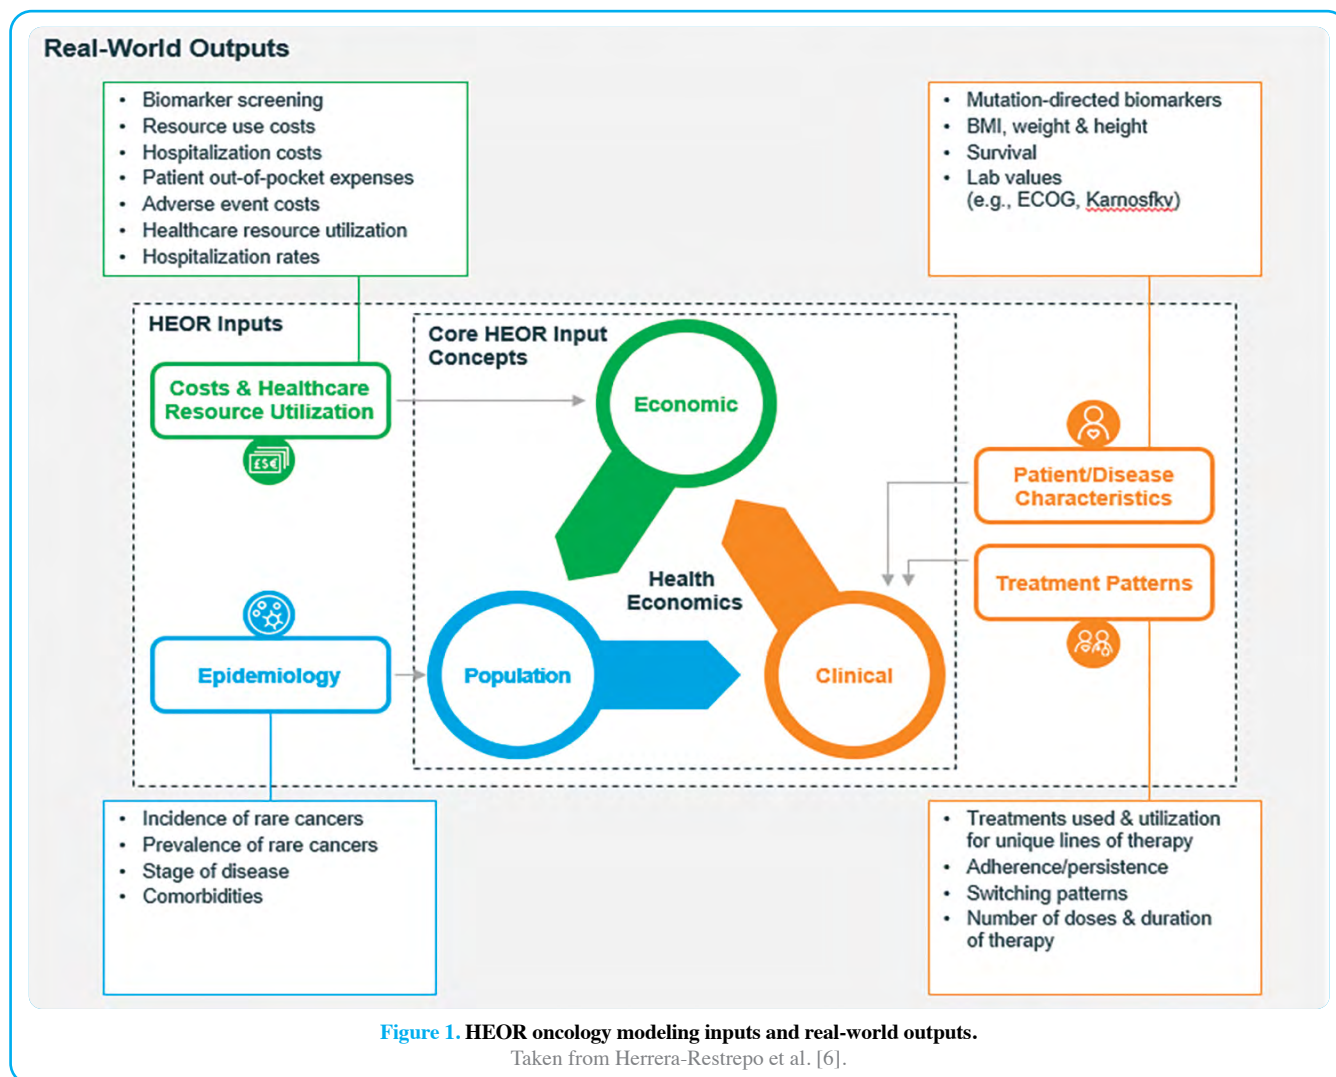 Real-World Outputs
• Biomarker screening
• Resource use costs
• Hospitalization costs
• Patient out-of-pocket expenses
• Adverse event costs
• Healthcare resource utilization
• Hospitalization rates
• Mutation-directed biomarkers
• BMI, weight & height
• Survival
• Lab values
(e.g., ECOG, Karnosfkv)
HEOR Inputs
Core HEOR Input
Concepts
Costs & Healthcare
Resource Utilization
£$€
Economic
Patient/Disease
Characteristics
Treatment Patterns
Health
Economics
Epidemiology
Population
Clinical
• Incidence of rare cancers
• Prevalence of rare cancers
• Stage of disease
• Comorbidities
• Treatments used & utilization
for unique lines of therapy
• Adherence/persistence
• Switching patterns
• Number of doses & duration
of therapy
Figure 1. HEOR oncology modeling inputs and real-world outputs.
Taken from Herrera-Restrepo et al. [6].